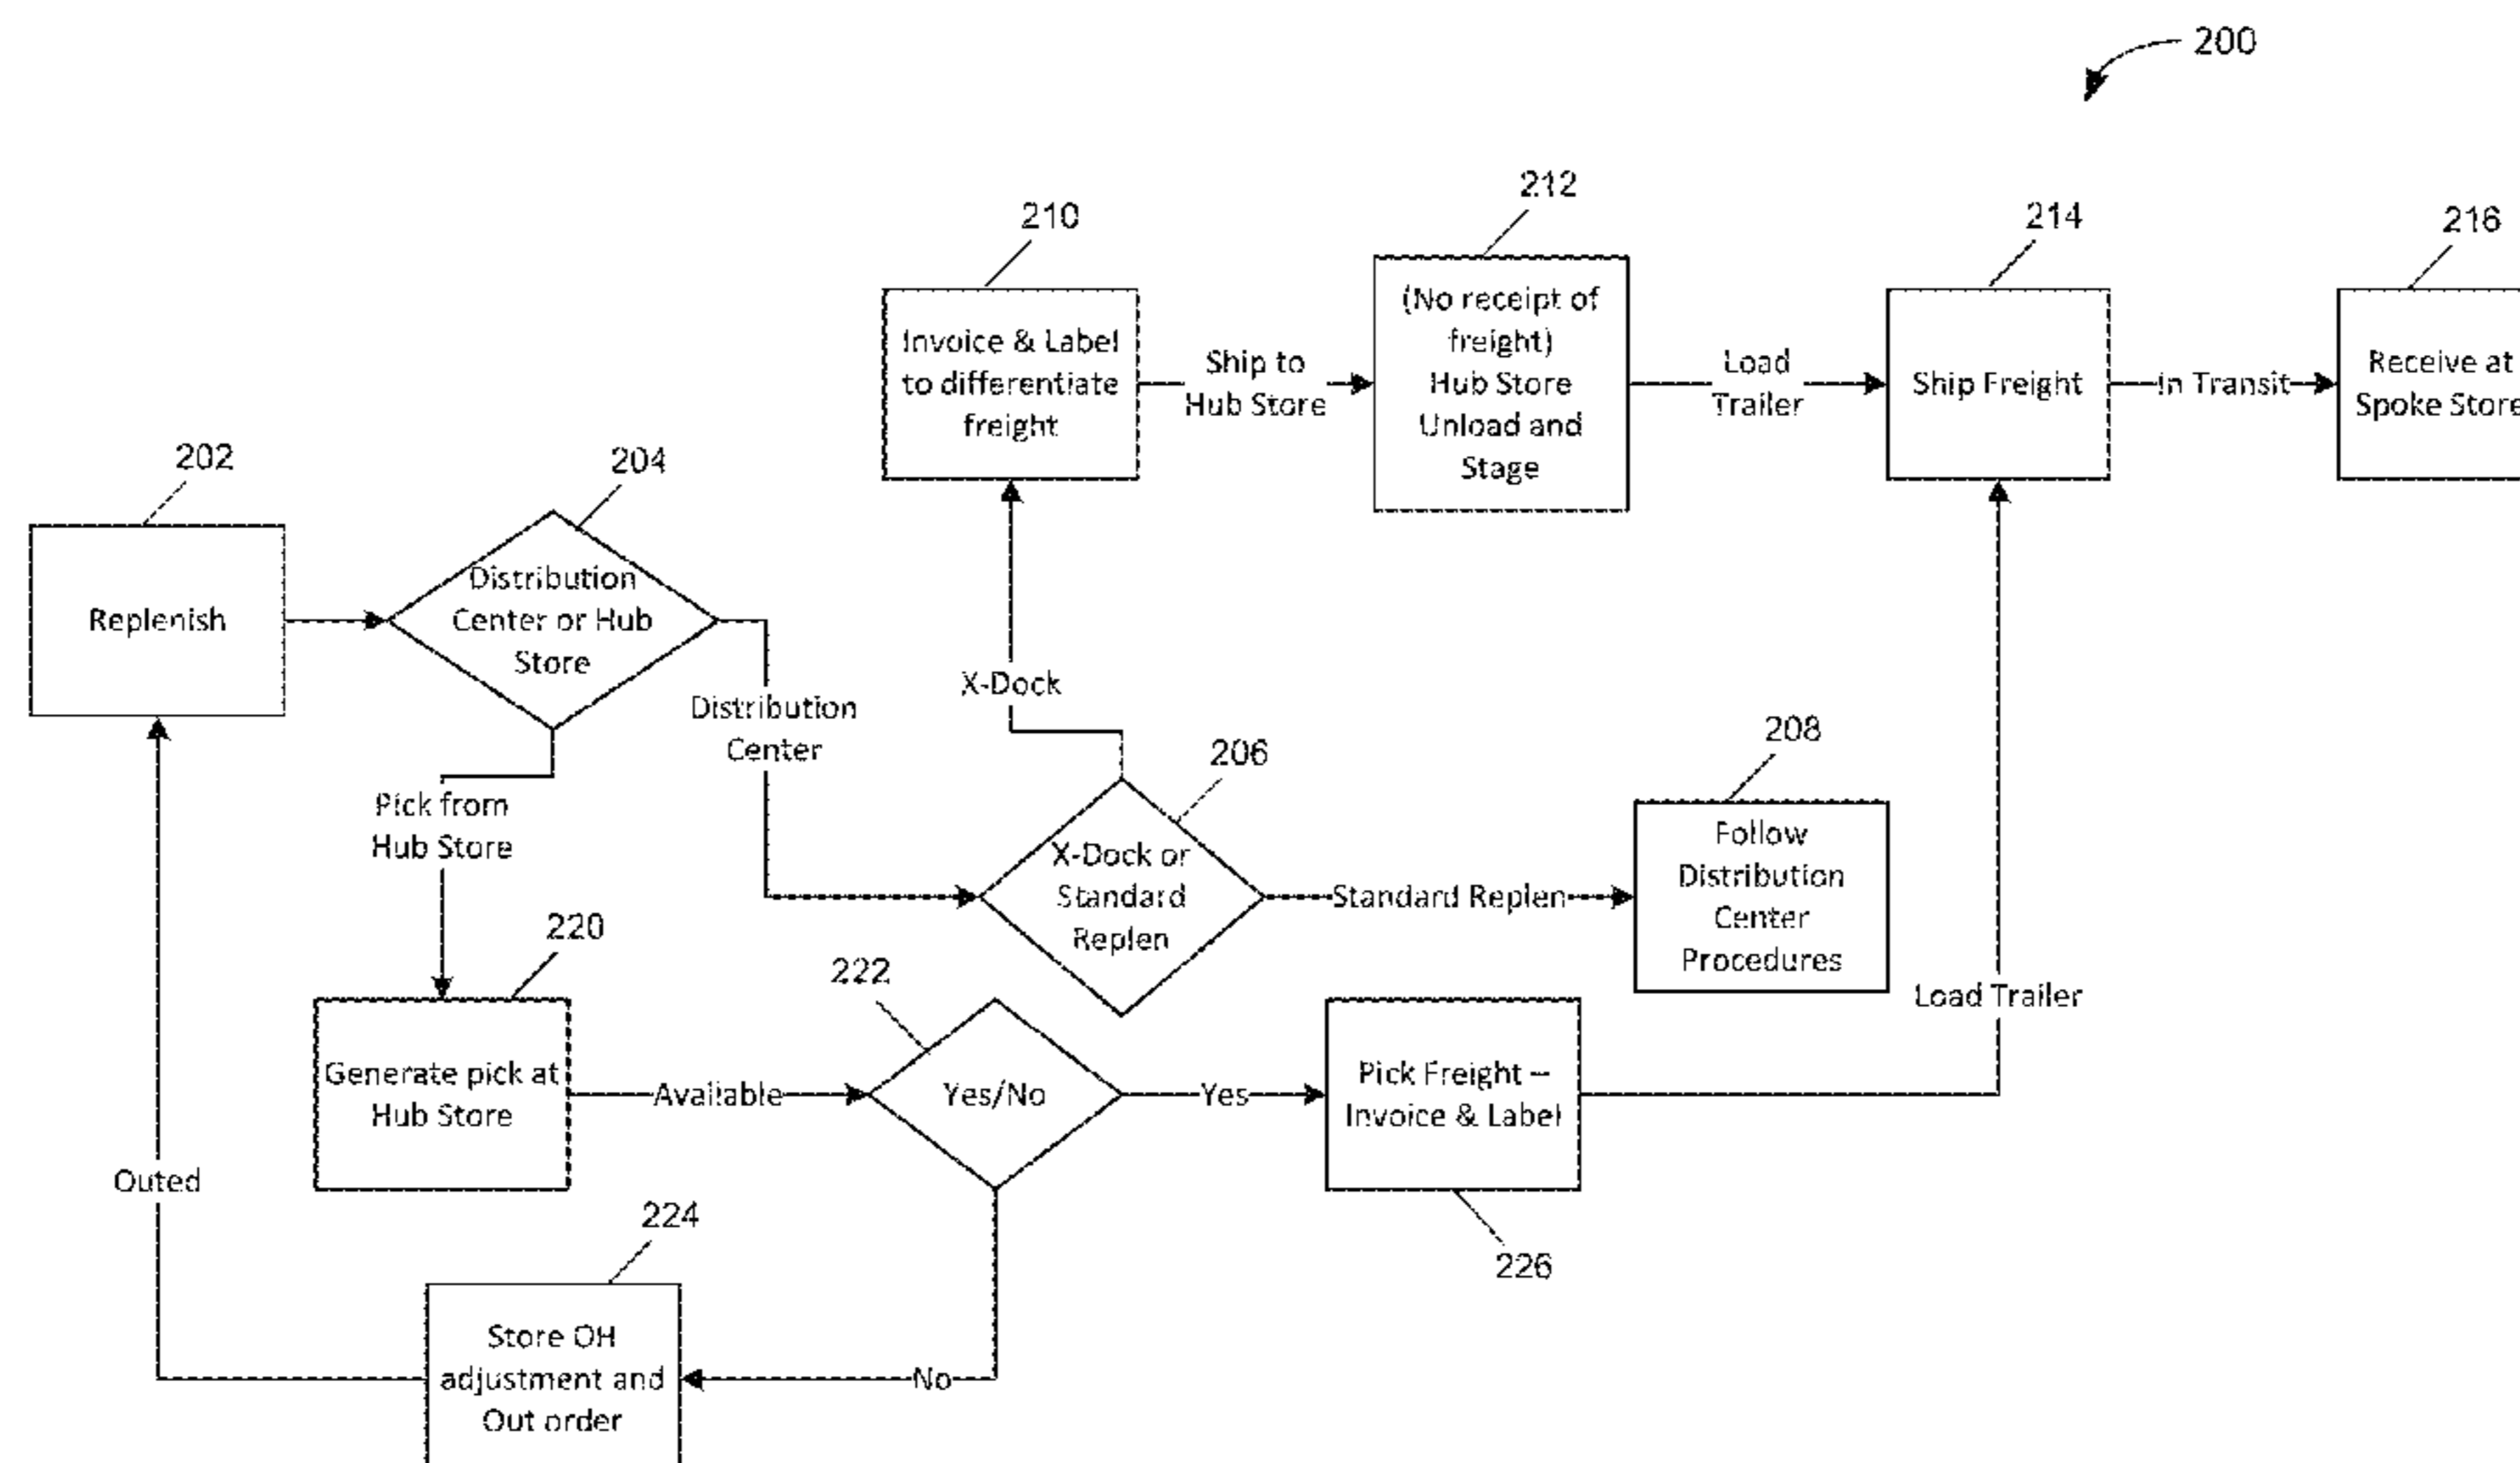 200
212
210
214
216
(No receipt of
freight)
Hub Store
Unload and
Stage
Invoice & Label
to differentiate
freight
Ship to
Hub Store
Load
Trailer
Ship Freight
In Transit
Receive at
Spoke Store
202
204
Replenish
Distribution
Center or Hub
Store
X-Dock
Distribution
Center
206
208
Pick from
Hub Store
X-Dock or
Standard
Replen
Standard Replen
Follow
Distribution
Center
Procedures
220
222
Load Trailer
Generate pick at
Hub Store
Available
Yes/No
Yes
Pick Freight –
Invoice & Label
Outed
224
226
Store OH
adjustment and
Out order
No